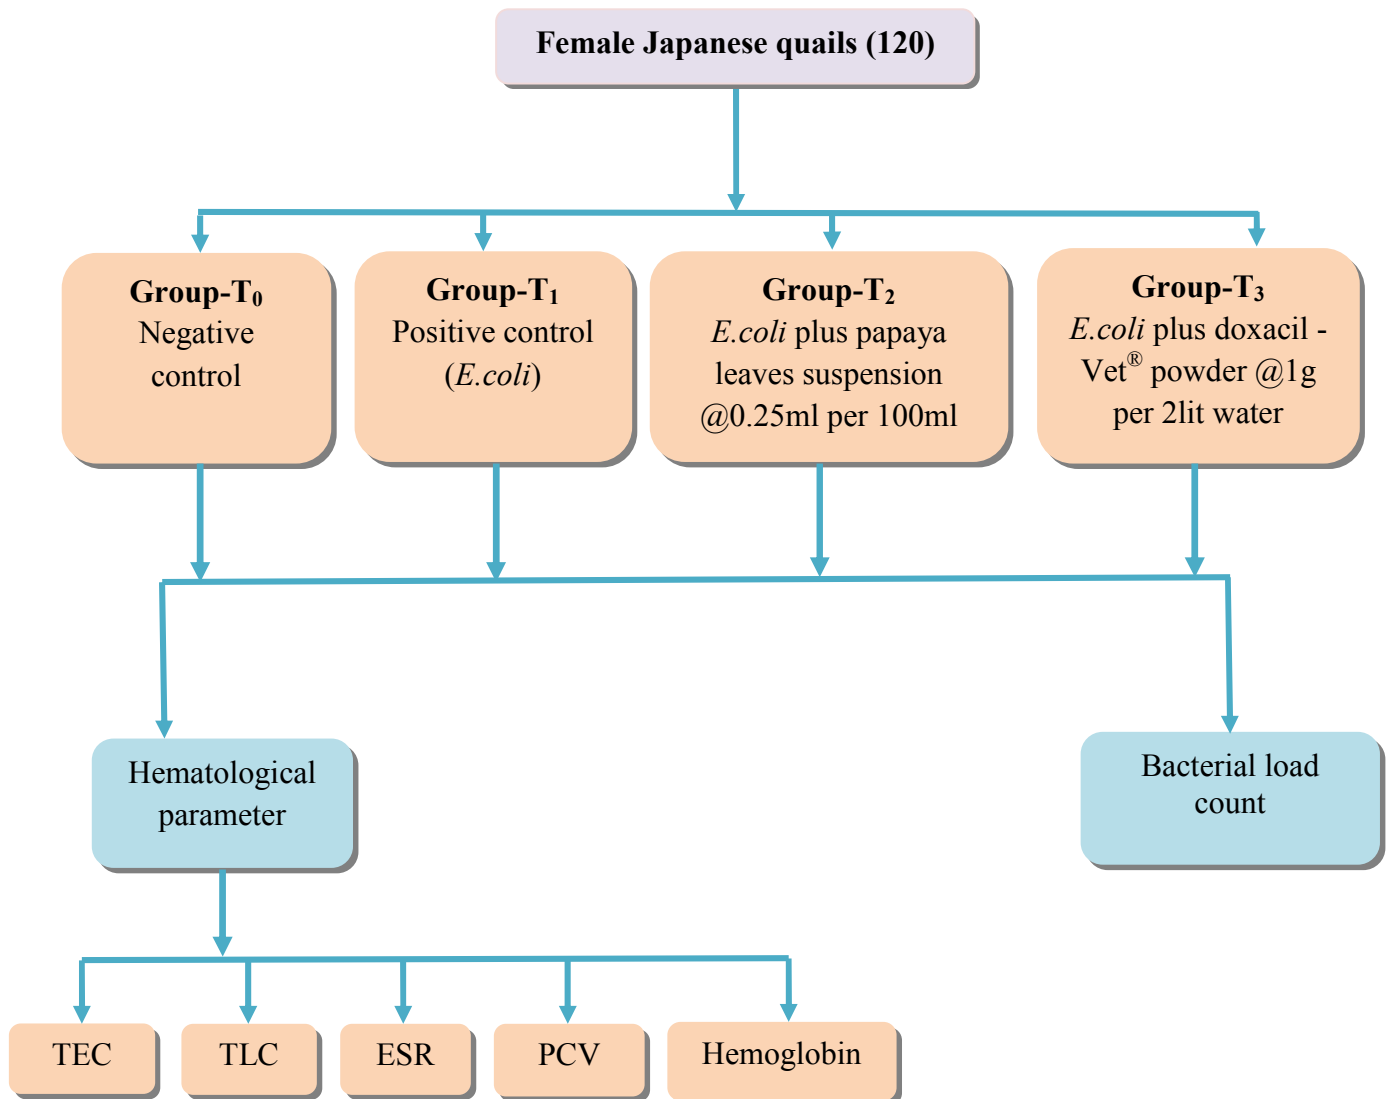 Female Japanese quails (120)
Group-T₀
Negative
control
Group-T₁
Positive control
(E.coli)
Group-T₂
E.coli plus papaya
leaves suspension
@0.25ml per 100ml
Group-T₃
E.coli plus doxacil -
Vet® powder @1g
per 2lit water
Hematological
parameter
Bacterial load
count
TEC
TLC
ESR
PCV
Hemoglobin